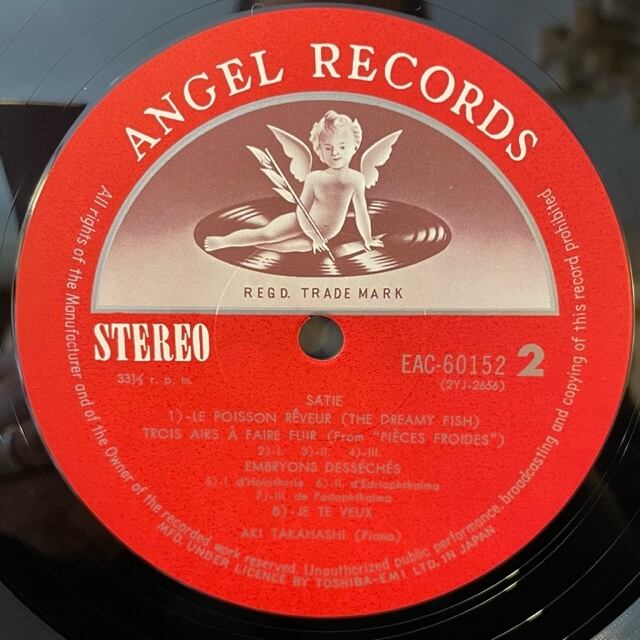 ANGEL RECORDS
REGD. TRADE MARK
STEREO
33⅓ r. p. m.
EAC-60152 2
(2YJ-2656)
SATIE
1)-LE POISSON RÊVEUR (THE DREAMY FISH)
TROIS AIRS À FAIRE FUIR (From "PIÈCES FROIDES")
2)-I. 3)-II. 4)-III.
EMBRYONS DESSÉCHÉS
5)-I. d'Holothurie 6)-II. d'Edriophthalma
7)-III. de Podophthalma
8)-JE TE VEUX
AKI TAKAHASHI (Piano)
All rights of the Manufacturer and of the Owner of the recorded work reserved. Unauthorized public performance, broadcasting and copying of this record prohibited
MFD. UNDER LICENCE BY TOSHIBA-EMI LTD. IN JAPAN